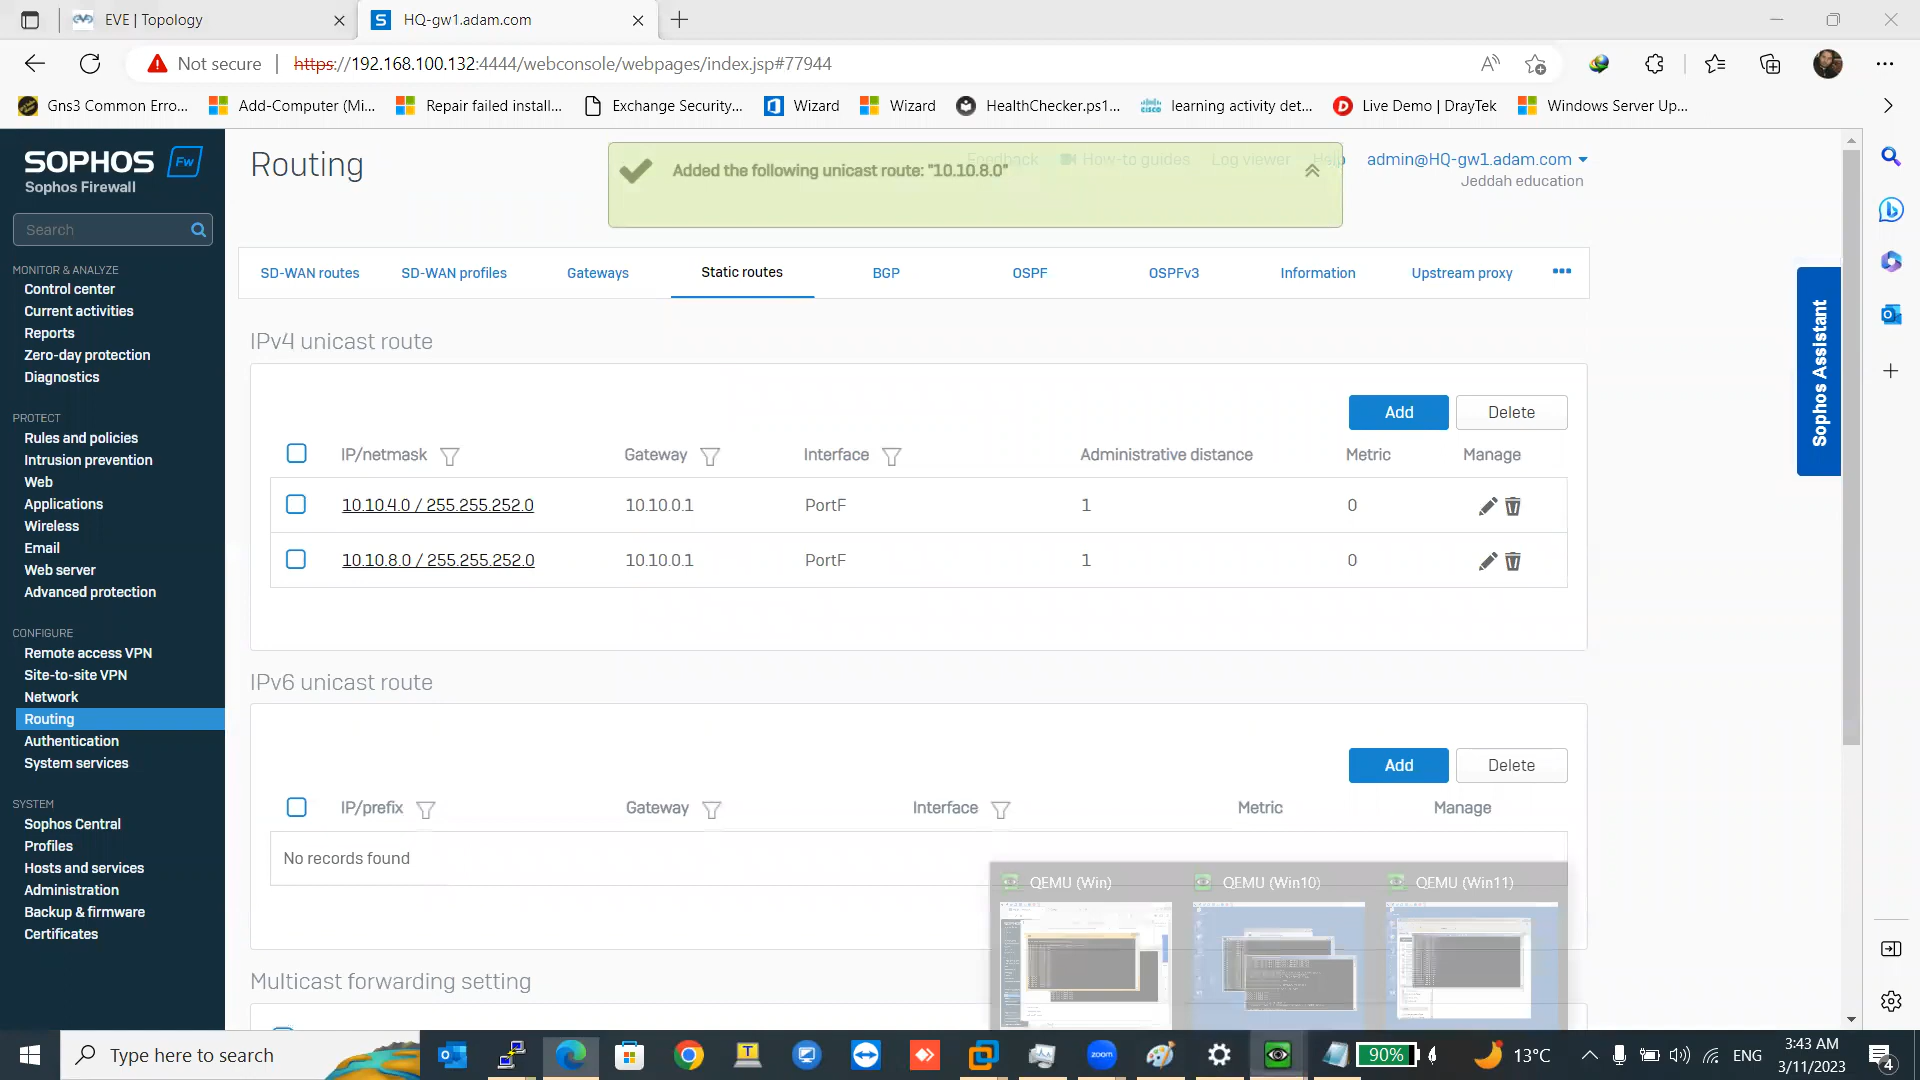 EVE | Topology
HQ-gw1.adam.com
Not secure
https://192.168.100.132:4444/webconsole/webpages/index.jsp#77944
Gns3 Common Erro...
Add-Computer (Mi...
Repair failed install...
Exchange Security...
Wizard
Wizard
HealthChecker.ps1...
learning activity det...
Live Demo | DrayTek
Windows Server Up...
SOPHOS Fw
Sophos Firewall
Search
MONITOR & ANALYZE
Control center
Current activities
Reports
Zero-day protection
Diagnostics
PROTECT
Rules and policies
Intrusion prevention
Web
Applications
Wireless
Email
Web server
Advanced protection
CONFIGURE
Remote access VPN
Site-to-site VPN
Network
Routing
Authentication
System services
SYSTEM
Sophos Central
Profiles
Hosts and services
Administration
Backup & firmware
Certificates
Routing
Feedback
How-to guides
Log viewer
Help
admin@HQ-gw1.adam.com
Jeddah education
Added the following unicast route: "10.10.8.0"
SD-WAN routes
SD-WAN profiles
Gateways
Static routes
BGP
OSPF
OSPFv3
Information
Upstream proxy
IPv4 unicast route
Add
Delete
IP/netmask Gateway Interface Administrative distance Metric Manage
10.10.4.0 / 255.255.252.0 10.10.0.1 PortF 1 0
10.10.8.0 / 255.255.252.0 10.10.0.1 PortF 1 0
IPv6 unicast route
Add
Delete
IP/prefix Gateway Interface Metric Manage
No records found
Multicast forwarding setting
Sophos Assistant
QEMU (Win)
QEMU (Win10)
QEMU (Win11)
Type here to search
zoom
90%
13°C
ENG
3:43 AM
3/11/2023
4